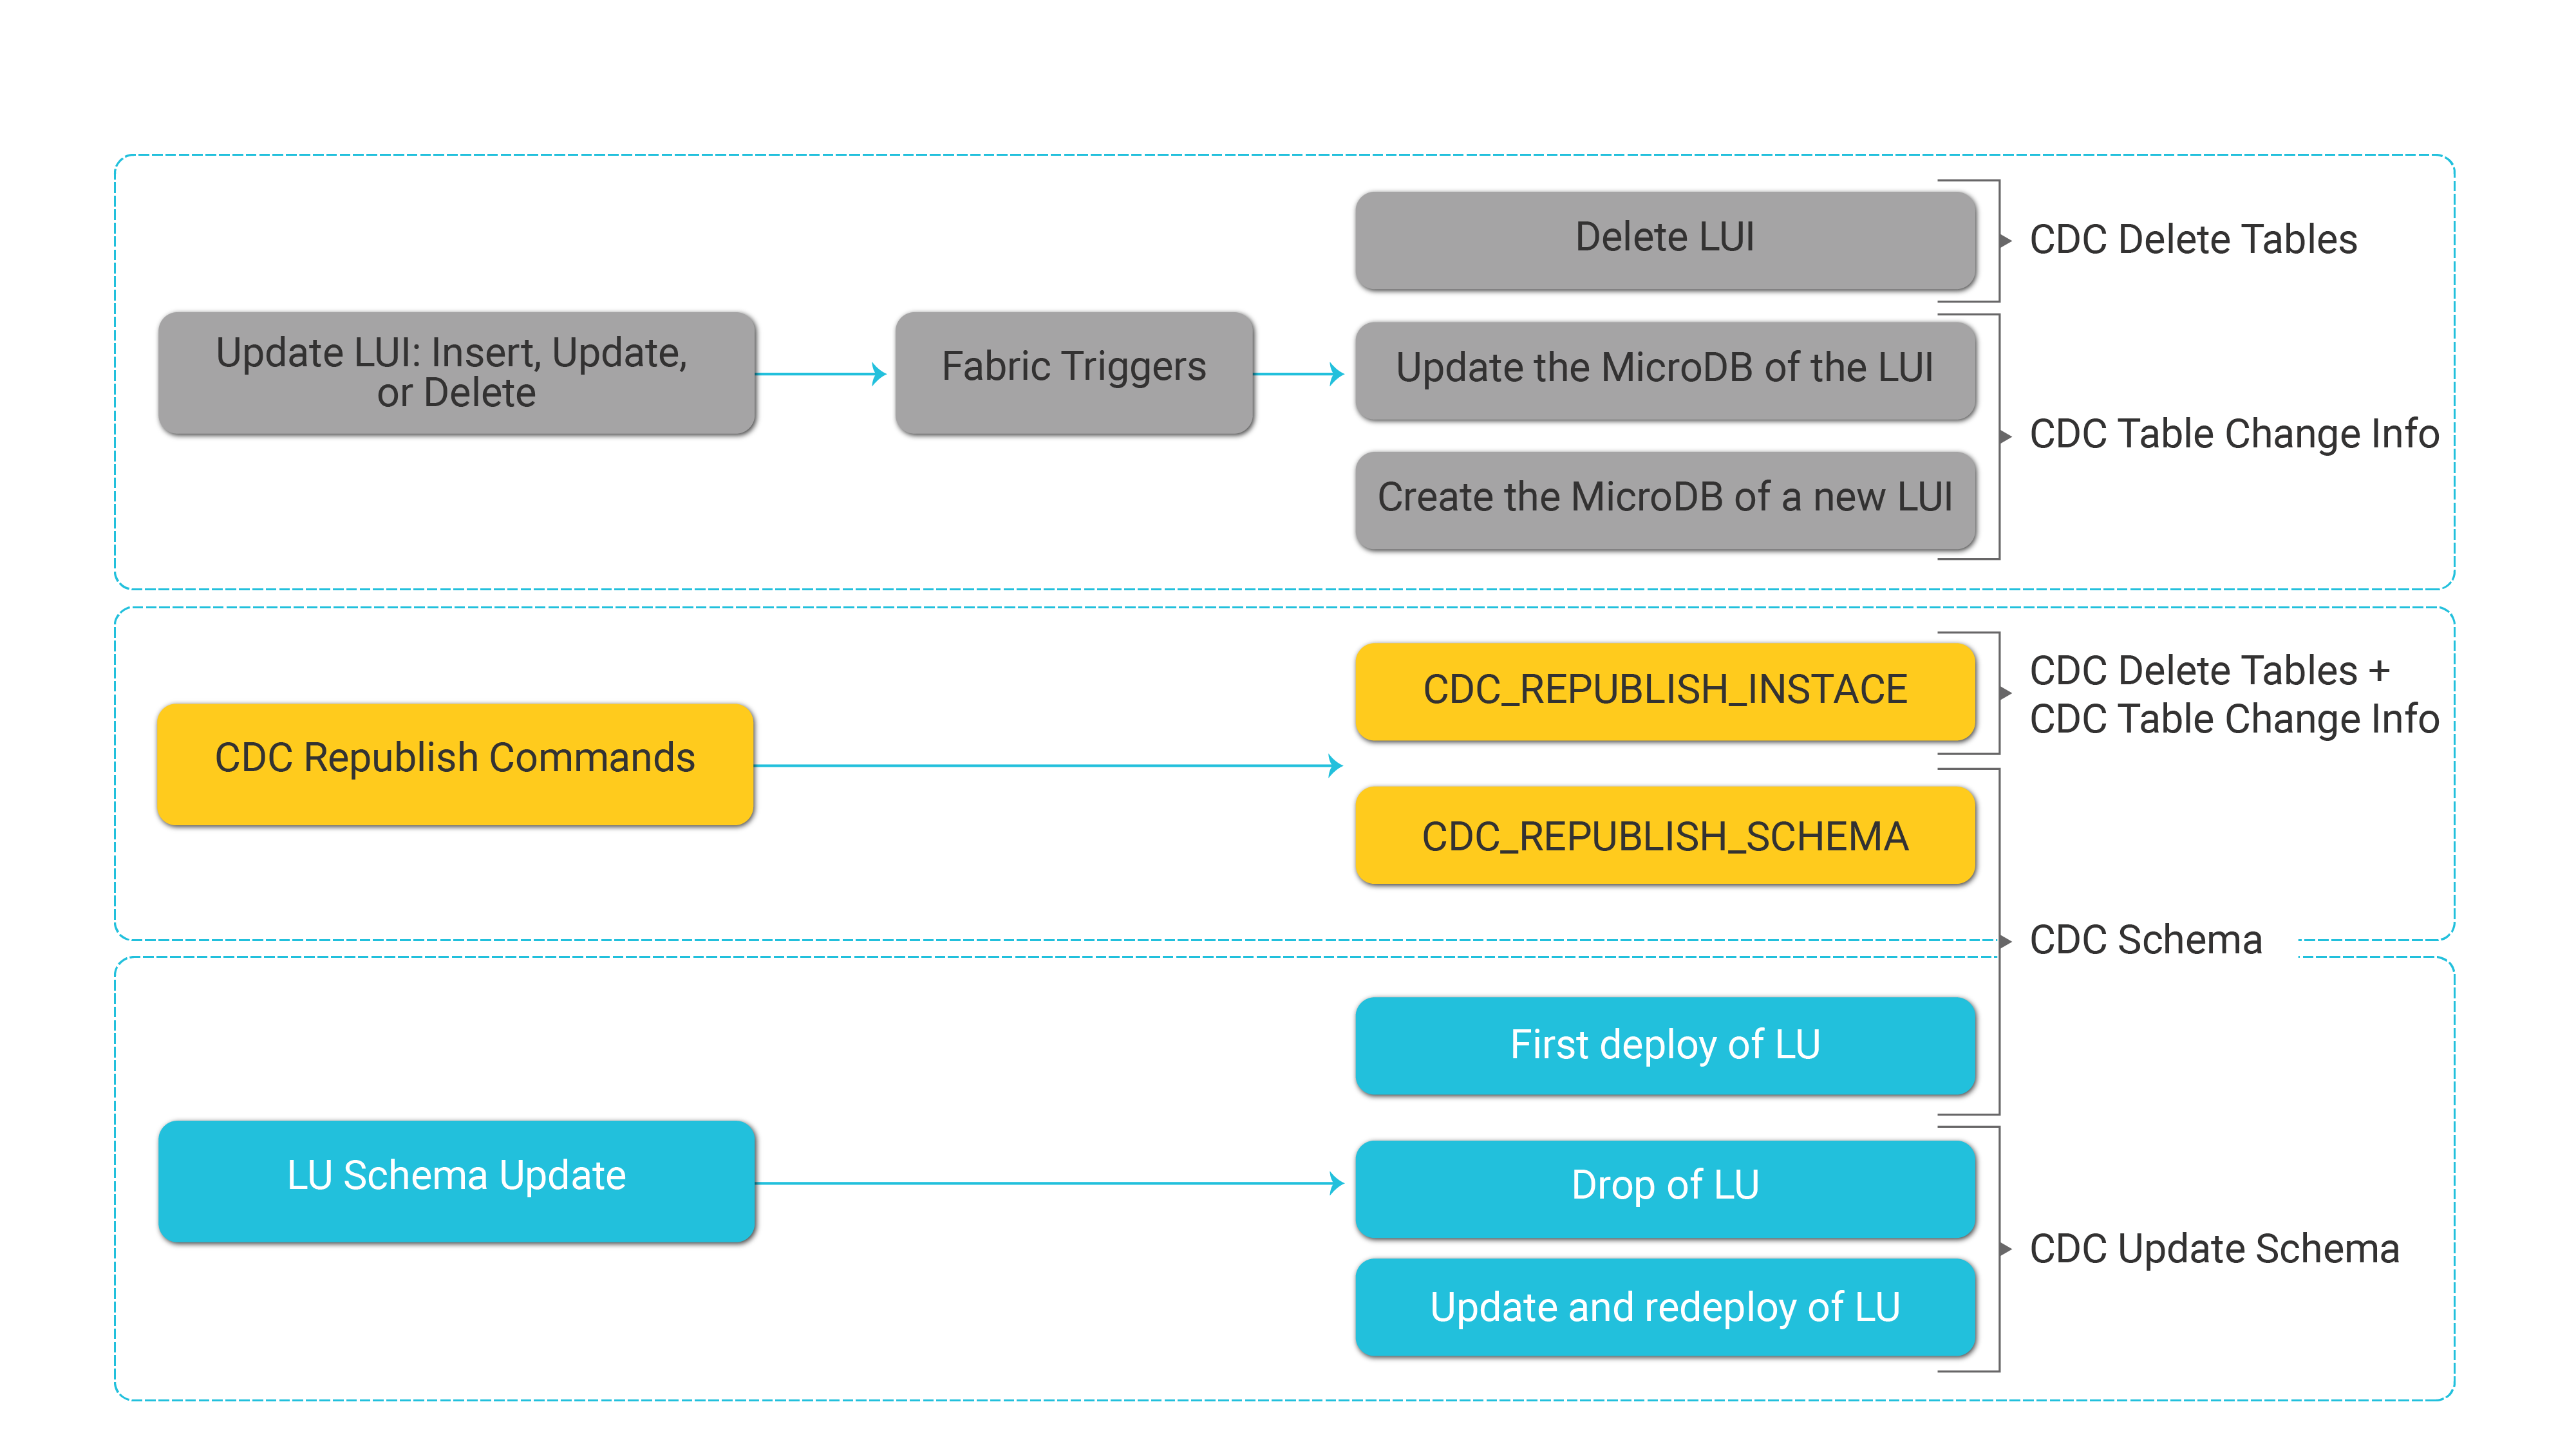 Delete LUI
CDC Delete Tables
Update LUI: Insert, Update,
or Delete
Fabric Triggers
Update the MicroDB of the LUI
Create the MicroDB of a new LUI
CDC Table Change Info
CDC Republish Commands
CDC_REPUBLISH_INSTACE
CDC Delete Tables +
CDC Table Change Info
CDC_REPUBLISH_SCHEMA
CDC Schema
First deploy of LU
LU Schema Update
Drop of LU
Update and redeploy of LU
CDC Update Schema